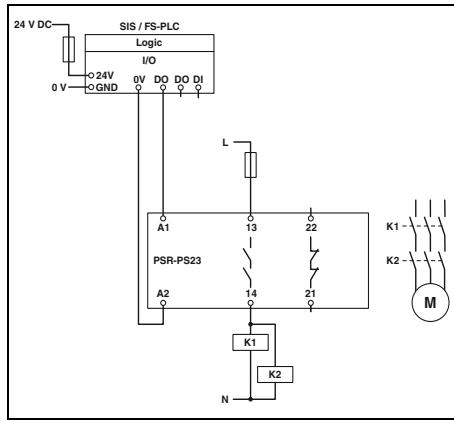 24 V DC
SIS / FS-PLC
Logic
I/O
24V
0V DO DO DI
0 V
GND
L
A1 13 22
K1
PSR-PS23
K2
A2 14 21
M
K1
K2
N